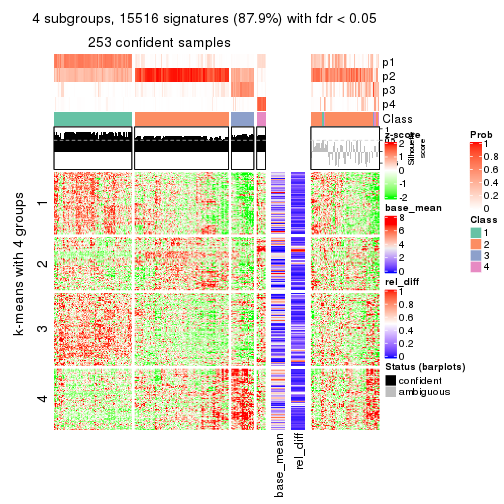 4 subgroups, 15516 signatures (87.9%) with fdr < 0.05
253 confident samples
p1
p2
p3
p4
Class
1
Silhouette
score
k-means with 4 groups
1
2
3
4
base_mean
rel_diff
z-score
2
1
0
-1
-2
base_mean
8
6
4
2
0
rel_diff
1
0.8
0.6
0.4
0.2
0
Status (barplots)
confident
ambiguous
Prob
1
0.8
0.6
0.4
0.2
0
Class
1
2
3
4